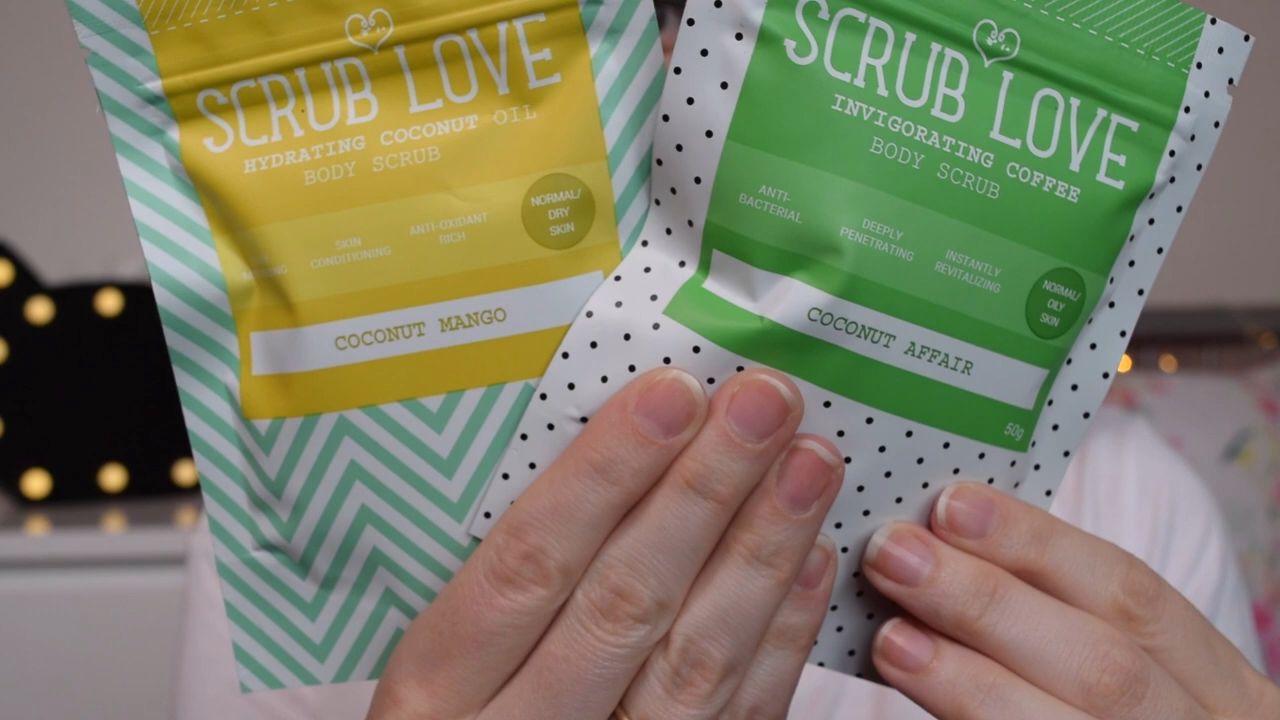 SCRUB LOVE
HYDRATING COCONUT OIL
BODY SCRUB
SKIN
CONDITIONING
ANTI-OXIDANT
RICH
NORMAL/
DRY
SKIN
COCONUT MANGO
SCRUB LOVE
INVIGORATING COFFEE
BODY SCRUB
ANTI-
BACTERIAL
DEEPLY
PENETRATING
INSTANTLY
REVITALIZING
NORMAL/
OILY
SKIN
COCONUT AFFAIR
50g